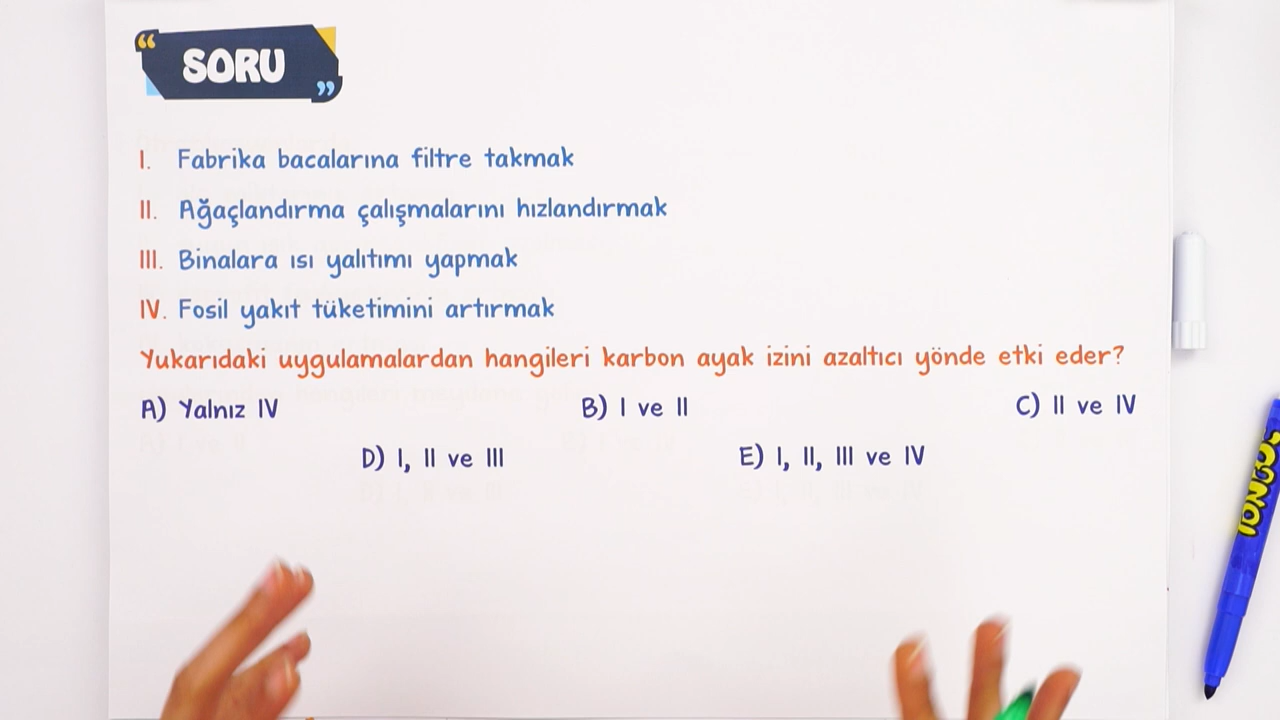 “ SORU ”
I. Fabrika bacalarına filtre takmak
II. Ağaçlandırma çalışmalarını hızlandırmak
III. Binalara ısı yalıtımı yapmak
IV. Fosil yakıt tüketimini artırmak
Yukarıdaki uygulamalardan hangileri karbon ayak izini azaltıcı yönde etki eder?
A) Yalnız IV B) I ve II C) II ve IV
D) I, II ve III E) I, II, III ve IV